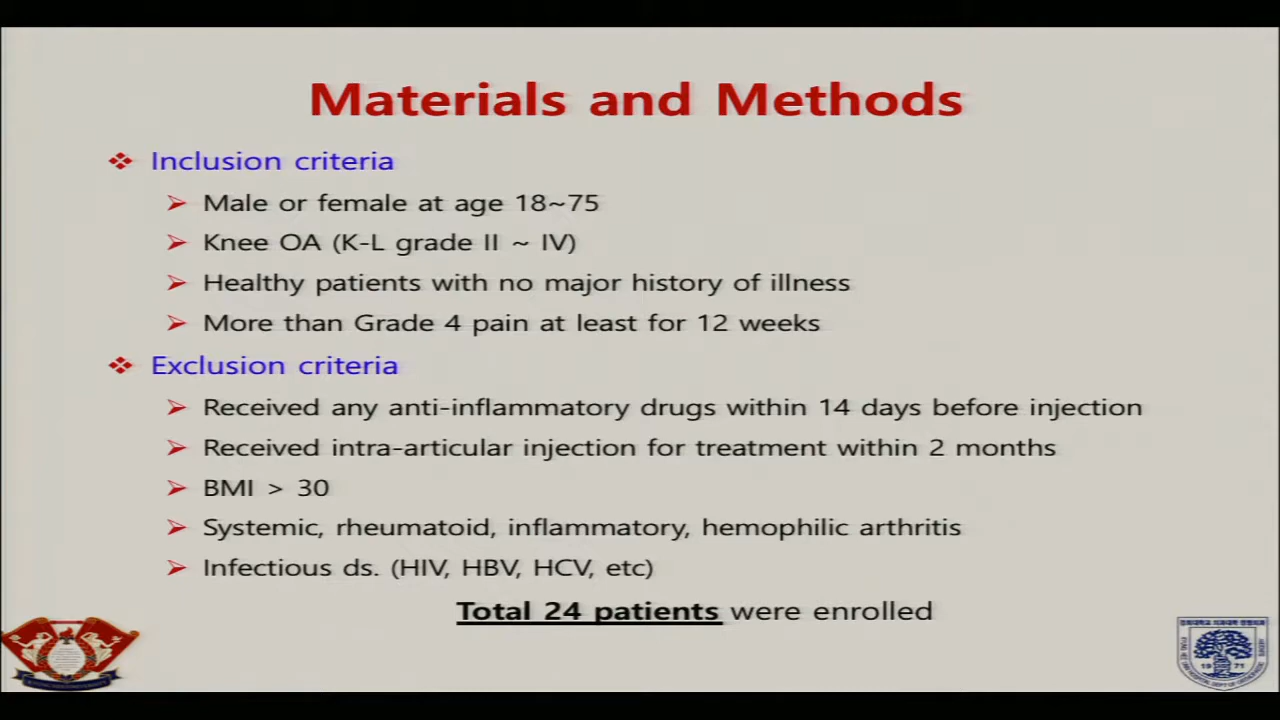 Materials and Methods
Inclusion criteria
Male or female at age 18~75
Knee OA (K-L grade II ~ IV)
Healthy patients with no major history of illness
More than Grade 4 pain at least for 12 weeks
Exclusion criteria
Received any anti-inflammatory drugs within 14 days before injection
Received intra-articular injection for treatment within 2 months
BMI > 30
Systemic, rheumatoid, inflammatory, hemophilic arthritis
Infectious ds. (HIV, HBV, HCV, etc)
Total 24 patients were enrolled
1971